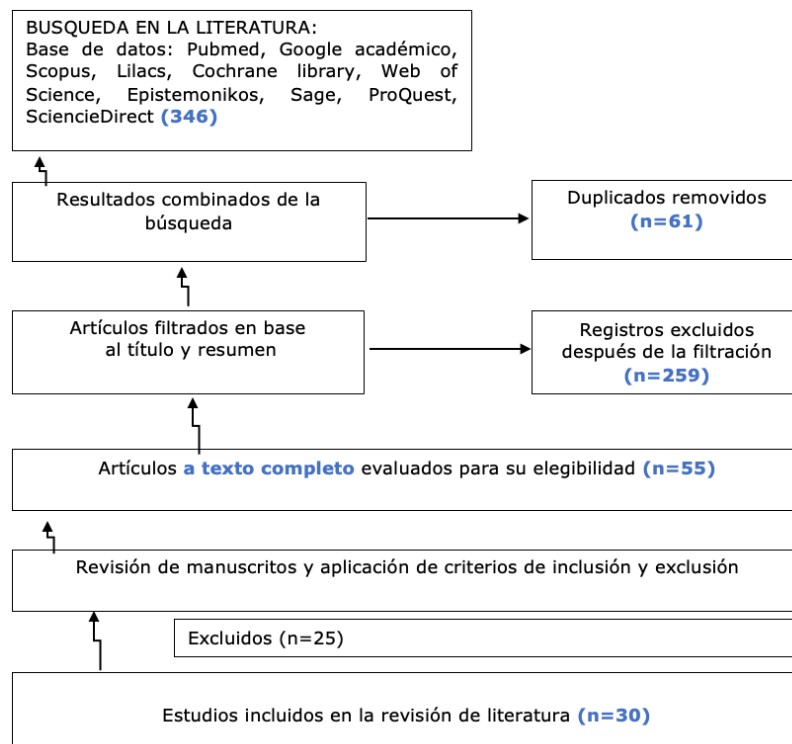 BUSQUEDA EN LA LITERATURA:
Base de datos: Pubmed, Google académico,
Scopus, Lilacs, Cochrane library, Web of
Science, Epistemonikos, Sage, ProQuest,
SciencieDirect (346)
Resultados combinados de la
búsqueda
Duplicados removidos
(n=61)
Artículos filtrados en base
al título y resumen
Registros excluidos
después de la filtración
(n=259)
Artículos a texto completo evaluados para su elegibilidad (n=55)
Revisión de manuscritos y aplicación de criterios de inclusión y exclusión
Excluidos (n=25)
Estudios incluidos en la revisión de literatura (n=30)